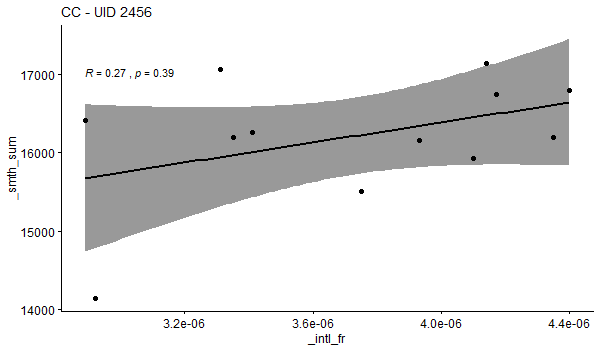 CC - UID 2456
R = 0.27 , p = 0.39
17000
16000
15000
14000
_smth_sum
3.2e-06 3.6e-06 4.0e-06 4.4e-06
_intl_fr